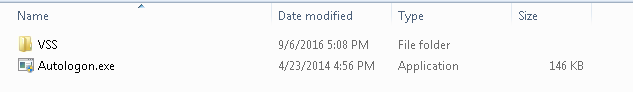 Name Date modified Type Size
VSS 9/6/2016 5:08 PM File folder
Autologon.exe 4/23/2014 4:56 PM Application 146 KB